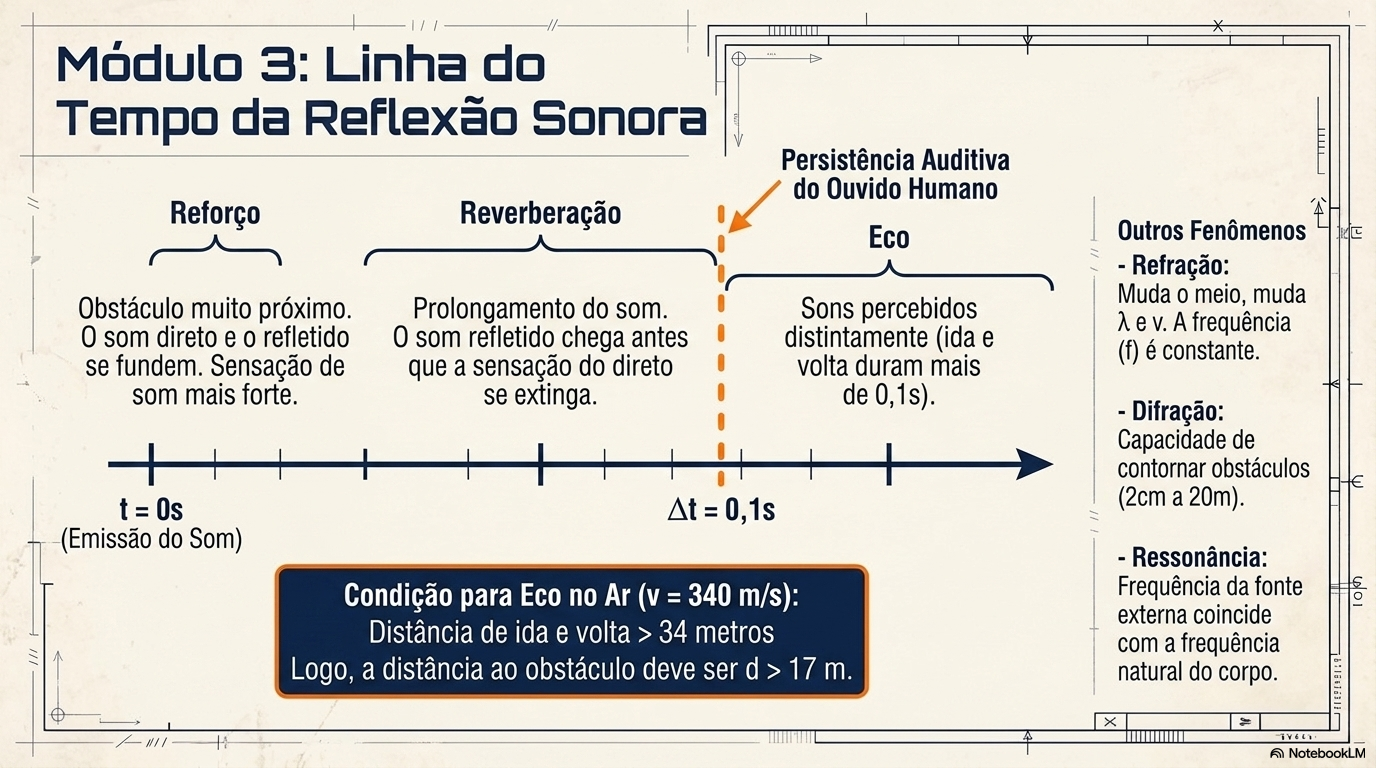 Módulo 3: Linha do
Tempo da Reflexão Sonora
Reforço
Obstáculo muito próximo.
O som direto e o refletido
se fundem. Sensação de
som mais forte.
Reverberação
Prolongamento do som.
O som refletido chega antes
que a sensação do direto
se extinga.
Persistência Auditiva
do Ouvido Humano
Eco
Sons percebidos
distintamente (ida e
volta duram mais
de 0,1s).
t = 0s
(Emissão do Som)
Δt = 0,1s
Condição para Eco no Ar (v = 340 m/s):
Distância de ida e volta > 34 metros
Logo, a distância ao obstáculo deve ser d > 17 m.
Outros Fenômenos
- Refração:
Muda o meio, muda
λ e v. A frequência
(f) é constante.
- Difração:
Capacidade de
contornar obstáculos
(2cm a 20m).
- Ressonância:
Frequência da fonte
externa coincide
com a frequência
natural do corpo.
NotebookLM